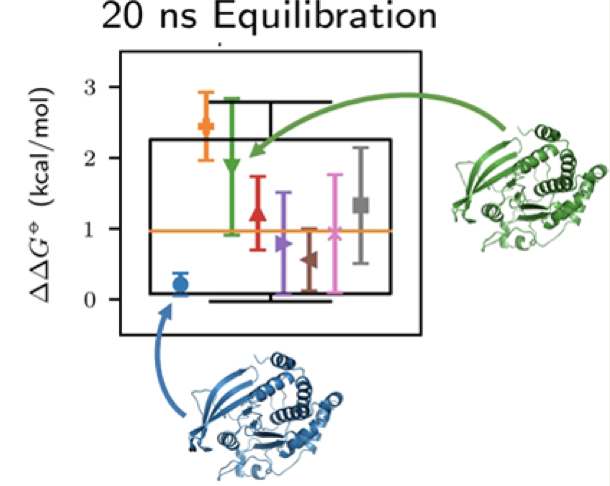 20 ns Equilibration
ΔΔG⦵ (kcal/mol)
3
2
1
0